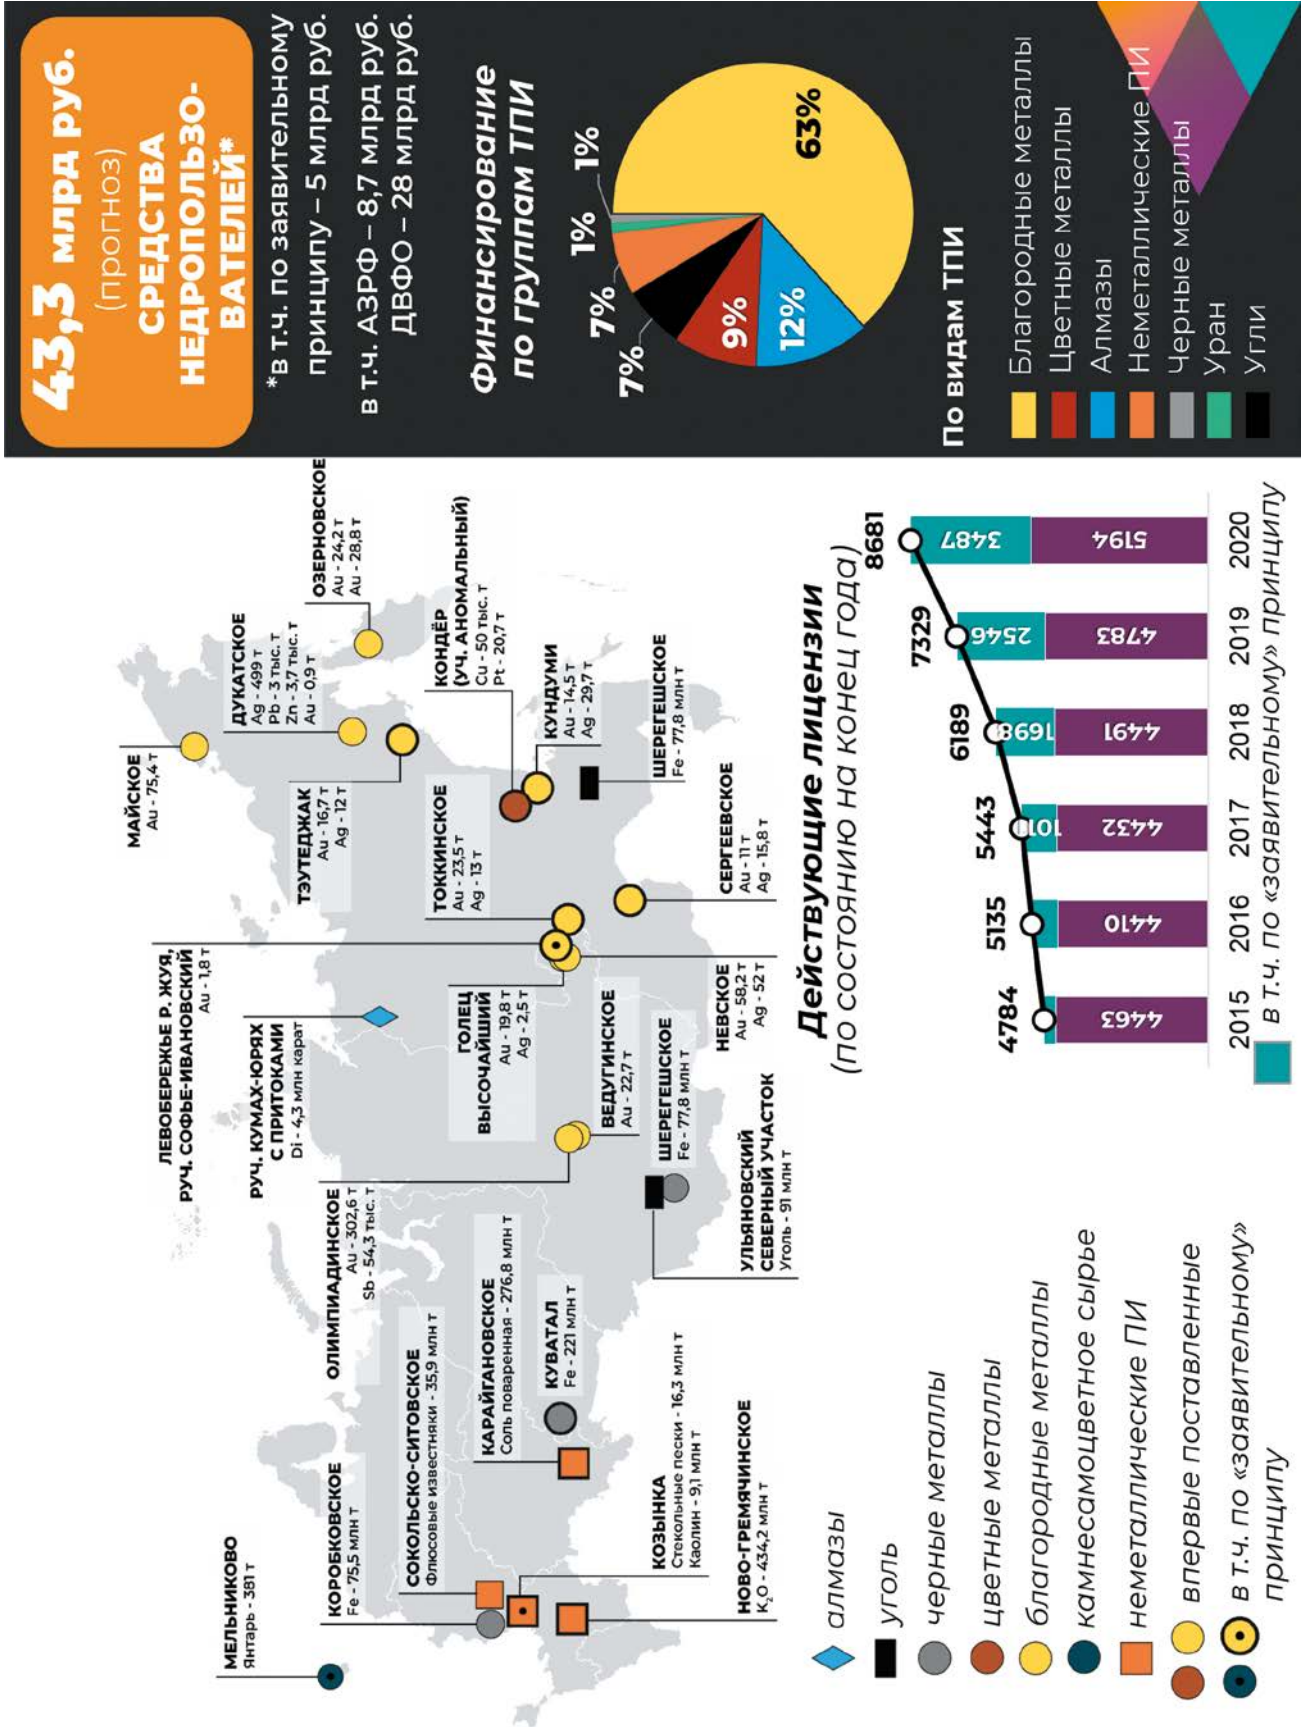 43,3 млрд руб.
(прогноз)
СРЕДСТВА
НЕДРОПОЛЬЗО-
ВАТЕЛЕЙ*
*в т.ч. по заявительному
принципу – 5 млрд руб.
в т.ч. АЗРФ – 8,7 млрд руб.
ДВФО – 28 млрд руб.
Финансирование
по группам ТПИ
63%
12%
9%
7%
7%
1%
1%
По видам ТПИ
Благородные металлы
Цветные металлы
Алмазы
Неметаллические ПИ
Черные металлы
Уран
Угли
МЕЛЬНИКОВО
Янтарь - 381 т
КОРОБКОВСКОЕ
Fe - 75,5 млн т
СОКОЛЬСКО-СИТОВСКОЕ
Флюсовые известняки - 35,9 млн т
КАРАЙГАНОВСКОЕ
Соль поваренная - 276,8 млн т
КУВАТАЛ
Fe - 221 млн т
КОЗЫНКА
Стекольные пески - 16,3 млн т
Каолин - 9,1 млн т
НОВО-ГРЕМЯЧИНСКОЕ
K₂O - 434,2 млн т
ОЛИМПИАДИНСКОЕ
Au - 302,6 т
Sb - 54,3 тыс. т
РУЧ. КУМАХ-ЮРЯХ
С ПРИТОКАМИ
Di - 4,3 млн карат
ЛЕВОБЕРЕЖЬЕ Р. ЖУЯ,
РУЧ. СОФЬЕ-ИВАНОВСКИЙ
Au - 1,8 т
ГОЛЕЦ
ВЫСОЧАЙШИЙ
Au - 19,8 т
Ag - 2,5 т
ВЕДУГИНСКОЕ
Au - 22,7 т
ШЕРЕГЕШСКОЕ
Fe - 77,8 млн т
УЛЬЯНОВСКИЙ
СЕВЕРНЫЙ УЧАСТОК
Уголь - 91 млн т
НЕВСКОЕ
Au - 58,2 т
Ag - 52 т
СЕРГЕЕВСКОЕ
Au - 11 т
Ag - 15,8 т
ТОККИНСКОЕ
Au - 23,5 т
Ag - 13 т
ТЭУТЕДЖАК
Au - 16,7 т
Ag - 12 т
МАЙСКОЕ
Au - 75,4 т
ДУКАТСКОЕ
Ag - 499 т
Pb - 3 тыс. т
Zn - 3,7 тыс. т
Au - 0,9 т
ОЗЕРНОВСКОЕ
Au - 24,2 т
Au - 28,8 т
КОНДЁР
(УЧ. АНОМАЛЬНЫЙ)
Cu - 50 тыс. т
Pt - 20,7 т
КУНДУМИ
Au - 14,5 т
Ag - 29,7 т
ШЕРЕГЕШСКОЕ
Fe - 77,8 млн т
алмазы
уголь
черные металлы
цветные металлы
благородные металлы
камнесамоцветное сырье
неметаллические ПИ
впервые поставленные
в т.ч. по «заявительному»
принципу
Действующие лицензии
(по состоянию на конец года)
4784
5135
5443
6189
7329
8681
1698
2546
3487
4463
4410
4432
4491
4783
5194
2015
2016
2017
2018
2019
2020
в т.ч. по «заявительному» принципу